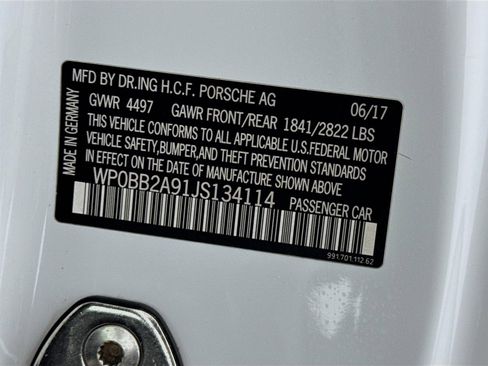 MFD BY DR.ING H.C.F. PORSCHE AG 06/17
GVWR 4497 GAWR FRONT/REAR 1841/2822 LBS
THIS VEHICLE CONFORMS TO ALL APPLICABLE U.S.FEDERAL MOTOR
VEHICLE SAFETY, BUMPER, AND THEFT PREVENTION STANDARDS
IN EFFECT ON THE DATE OF MANUFACTURE SHOWN ABOVE
WP0BB2A91JS134114 PASSENGER CAR
MADE IN GERMANY
991.701.112.62